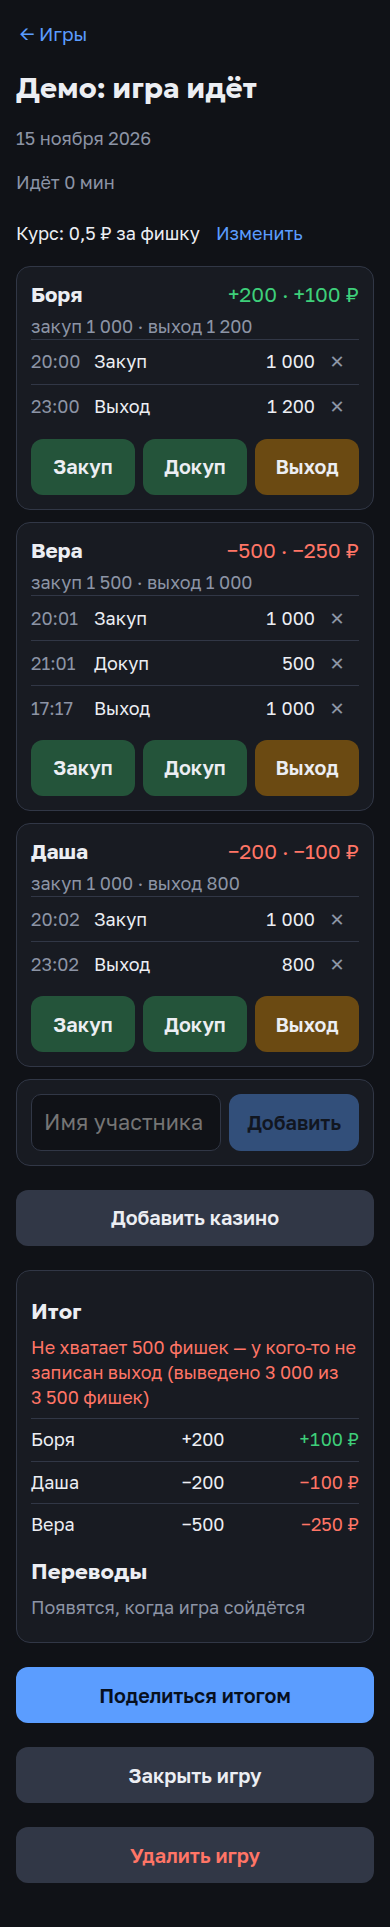 ← Игры
Демо: игра идёт
15 ноября 2026
Идёт 0 мин
Курс: 0,5 ₽ за фишку Изменить
Боря +200 · +100 ₽
закуп 1 000 · выход 1 200
20:00 Закуп 1 000 ✕
23:00 Выход 1 200 ✕
Закуп Докуп Выход
Вера −500 · −250 ₽
закуп 1 500 · выход 1 000
20:01 Закуп 1 000 ✕
21:01 Докуп 500 ✕
17:17 Выход 1 000 ✕
Закуп Докуп Выход
Даша −200 · −100 ₽
закуп 1 000 · выход 800
20:02 Закуп 1 000 ✕
23:02 Выход 800 ✕
Закуп Докуп Выход
Имя участника Добавить
Добавить казино
Итог
Не хватает 500 фишек — у кого-то не
записан выход (выведено 3 000 из
3 500 фишек)
Боря +200 +100 ₽
Даша −200 −100 ₽
Вера −500 −250 ₽
Переводы
Появятся, когда игра сойдётся
Поделиться итогом
Закрыть игру
Удалить игру